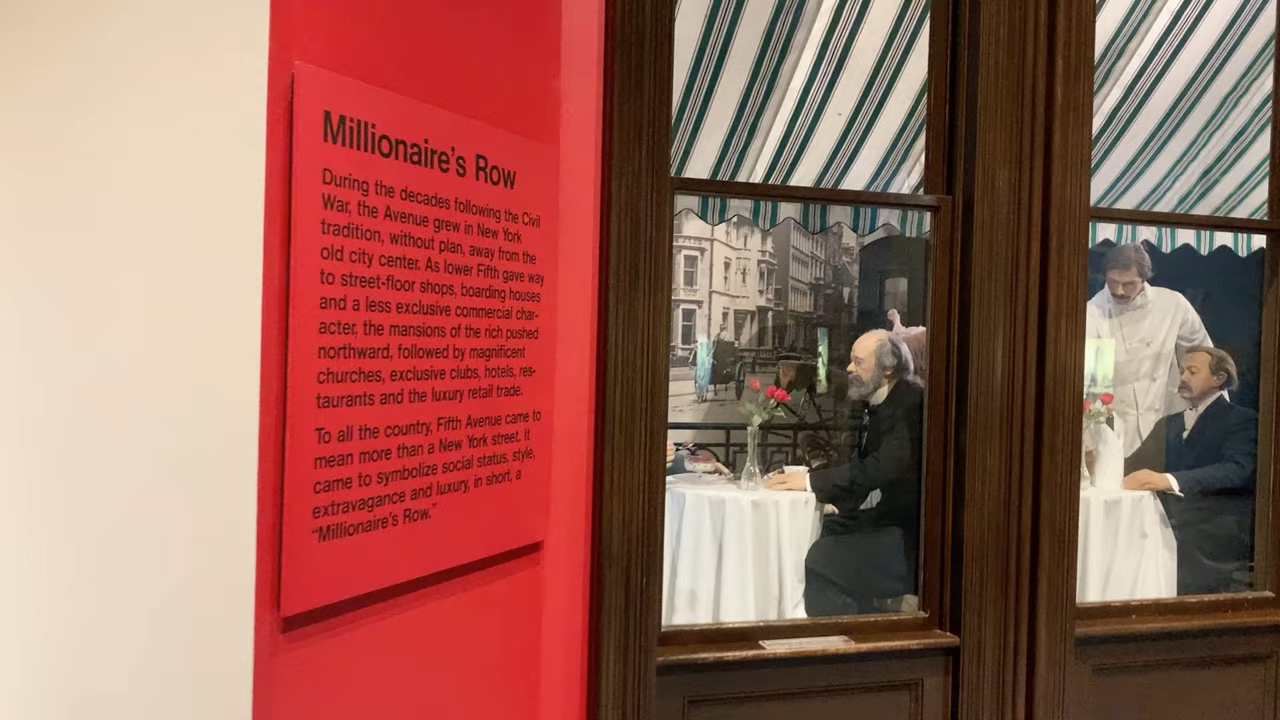 Millionaire's Row
During the decades following the Civil
War, the Avenue grew in New York
tradition, without plan, away from the
old city center. As lower Fifth gave way
to street-floor shops, boarding houses
and a less exclusive commercial char-
acter, the mansions of the rich pushed
northward, followed by magnificent
churches, exclusive clubs, hotels, res-
taurants and the luxury retail trade.
To all the country, Fifth Avenue came to
mean more than a New York street. It
came to symbolize social status, style,
extravagance and luxury, in short, a
“Millionaire's Row.”